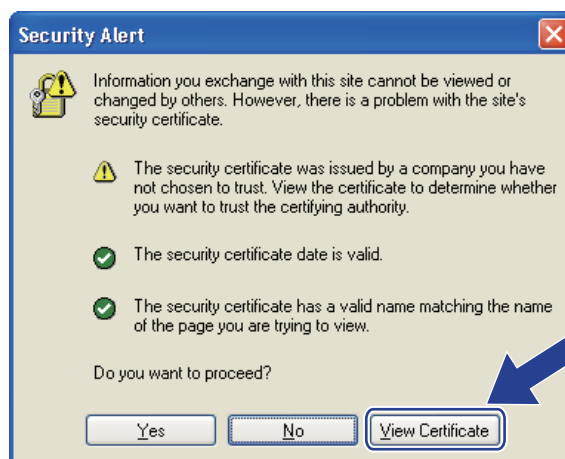 Security Alert
Information you exchange with this site cannot be viewed or
changed by others. However, there is a problem with the site's
security certificate.
The security certificate was issued by a company you have
not chosen to trust. View the certificate to determine whether
you want to trust the certifying authority.
The security certificate date is valid.
The security certificate has a valid name matching the name
of the page you are trying to view.
Do you want to proceed?
Yes No View Certificate